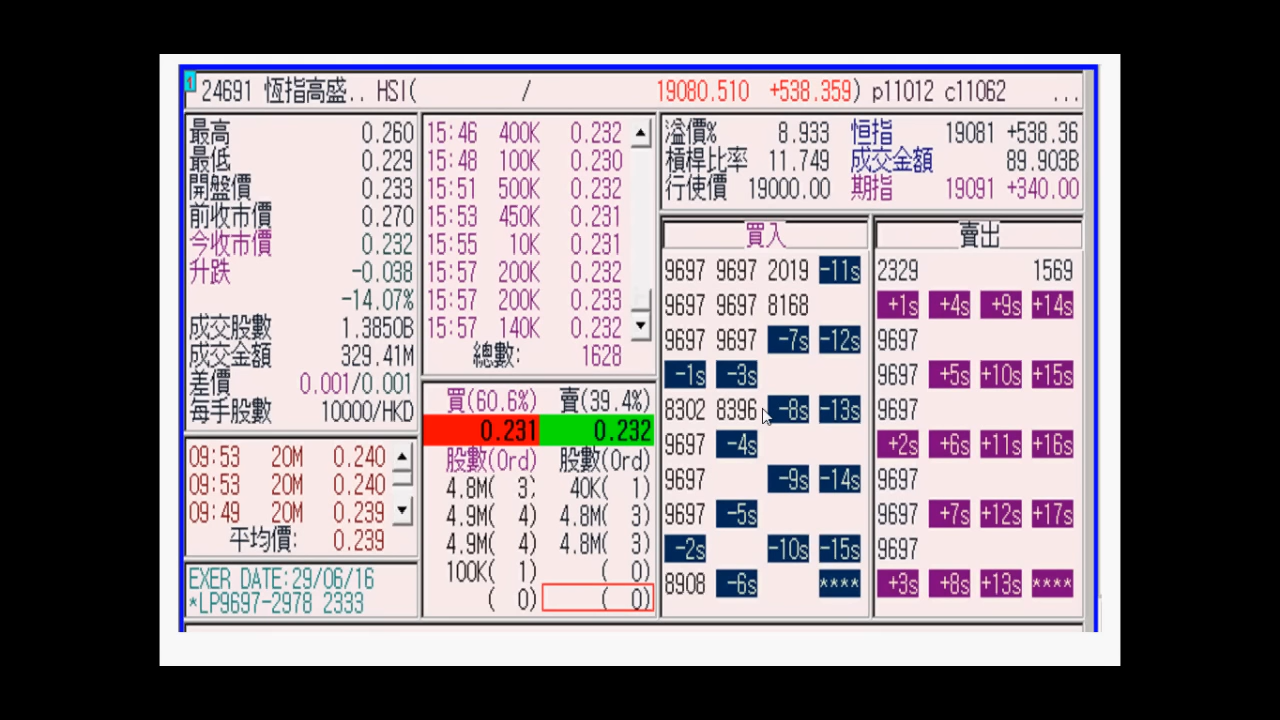 1 24691 恆指高盛.. HSI( / 19080.510 +538.359) p11012 c11062 ...
最高 0.260
最低 0.229
開盤價 0.233
前收市價 0.270
今收市價 0.232
升跌 -0.038
-14.07%
成交股數 1.3850B
成交金額 329.41M
差價 0.001/0.001
每手股數 10000/HKD
09:53 20M 0.240
09:53 20M 0.240
09:49 20M 0.239
平均價: 0.239
EXER DATE:29/06/16
*LP9697-2978 2333
15:46 400K 0.232
15:48 100K 0.230
15:51 500K 0.232
15:53 450K 0.231
15:55 10K 0.231
15:57 200K 0.232
15:57 200K 0.233
15:57 140K 0.232
總數: 1628
買(60.6%) 賣(39.4%)
0.231 0.232
股數(Ord) 股數(Ord)
4.8M( 3) 40K( 1)
4.9M( 4) 4.8M( 3)
4.9M( 4) 4.8M( 3)
100K( 1) ( 0)
( 0) ( 0)
溢價% 8.933 恒指 19081 +538.36
槓桿比率 11.749 成交金額 89.903B
行使價 19000.00 期指 19091 +340.00
買入
9697 9697 2019 -11s
9697 9697 8168
9697 9697 -7s -12s
-1s -3s
8302 8396 -8s -13s
9697 -4s
9697 -9s -14s
9697 -5s
-2s -10s -15s
8908 -6s ****
賣出
2329 1569
+1s +4s +9s +14s
9697
9697 +5s +10s +15s
9697
+2s +6s +11s +16s
9697
9697 +7s +12s +17s
9697
+3s +8s +13s ****